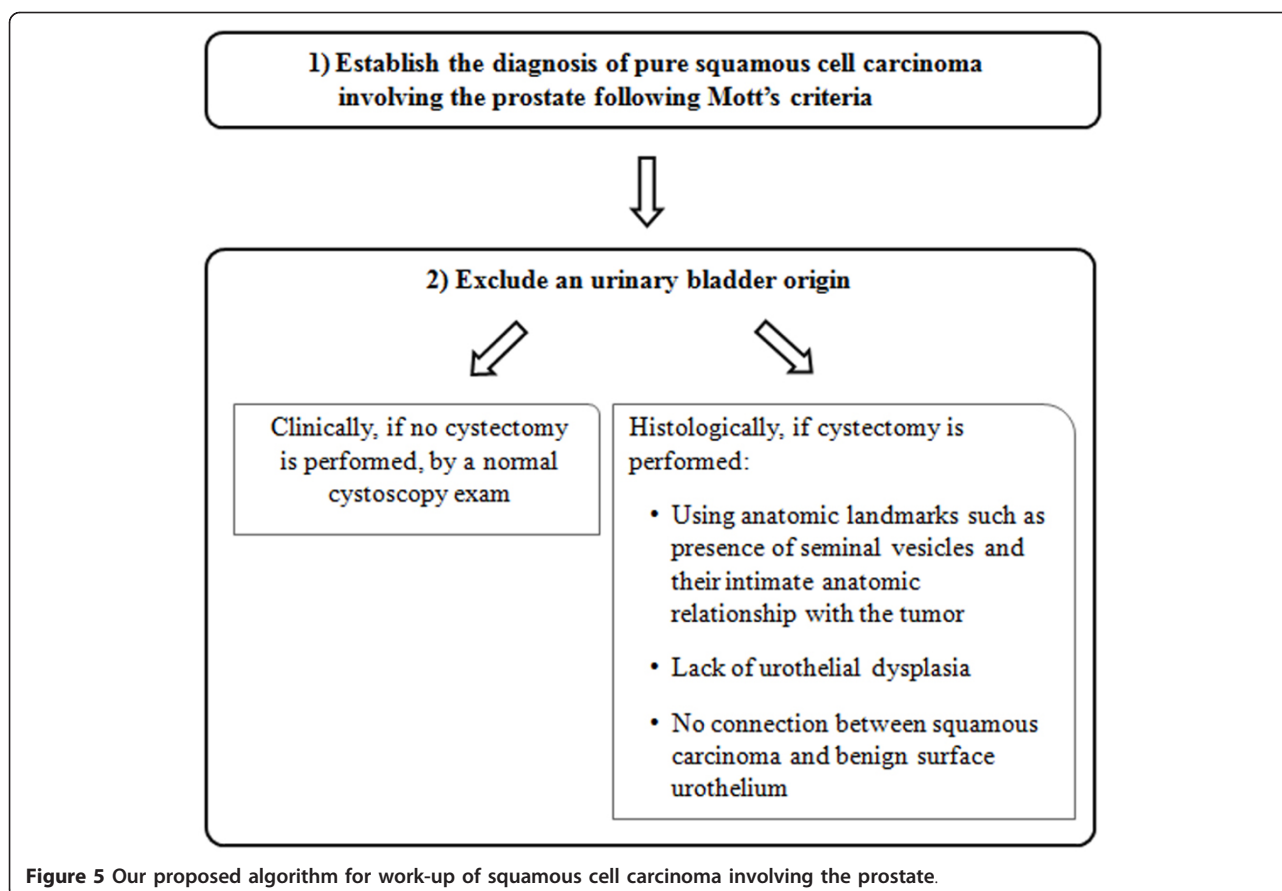 1) Establish the diagnosis of pure squamous cell carcinoma
involving the prostate following Mott's criteria
2) Exclude an urinary bladder origin
Clinically, if no cystectomy
is performed, by a normal
cystoscopy exam
Histologically, if cystectomy is
performed:
• Using anatomic landmarks such as
presence of seminal vesicles and
their intimate anatomic
relationship with the tumor
• Lack of urothelial dysplasia
• No connection between squamous
carcinoma and benign surface
urothelium
Figure 5 Our proposed algorithm for work-up of squamous cell carcinoma involving the prostate.